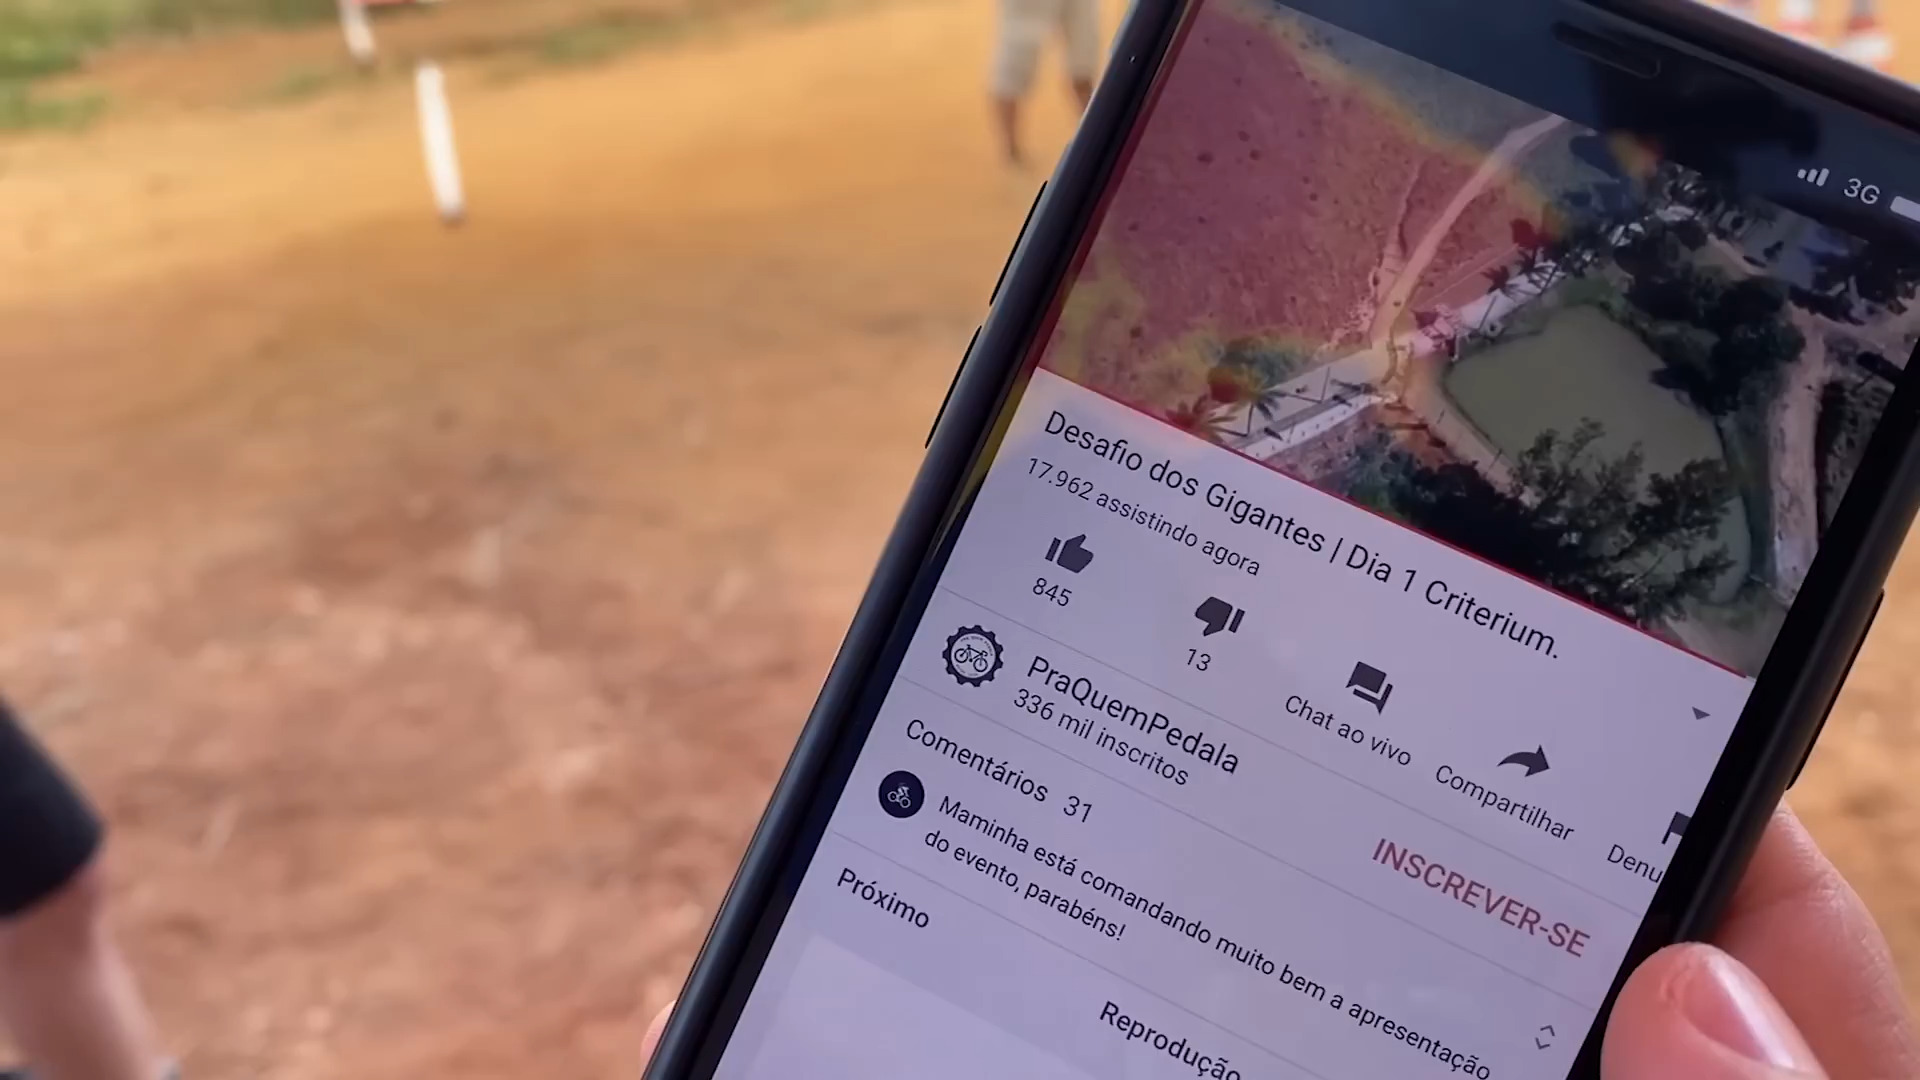 3G
Desafio dos Gigantes | Dia 1 Criterium.
17.962 assistindo agora
845
13
Chat ao vivo
Compartilhar
Denu
PraQuemPedala
336 mil inscritos
INSCREVER-SE
Comentários 31
Maminha está comandando muito bem a apresentação
do evento, parabéns!
Próximo
Reprodução